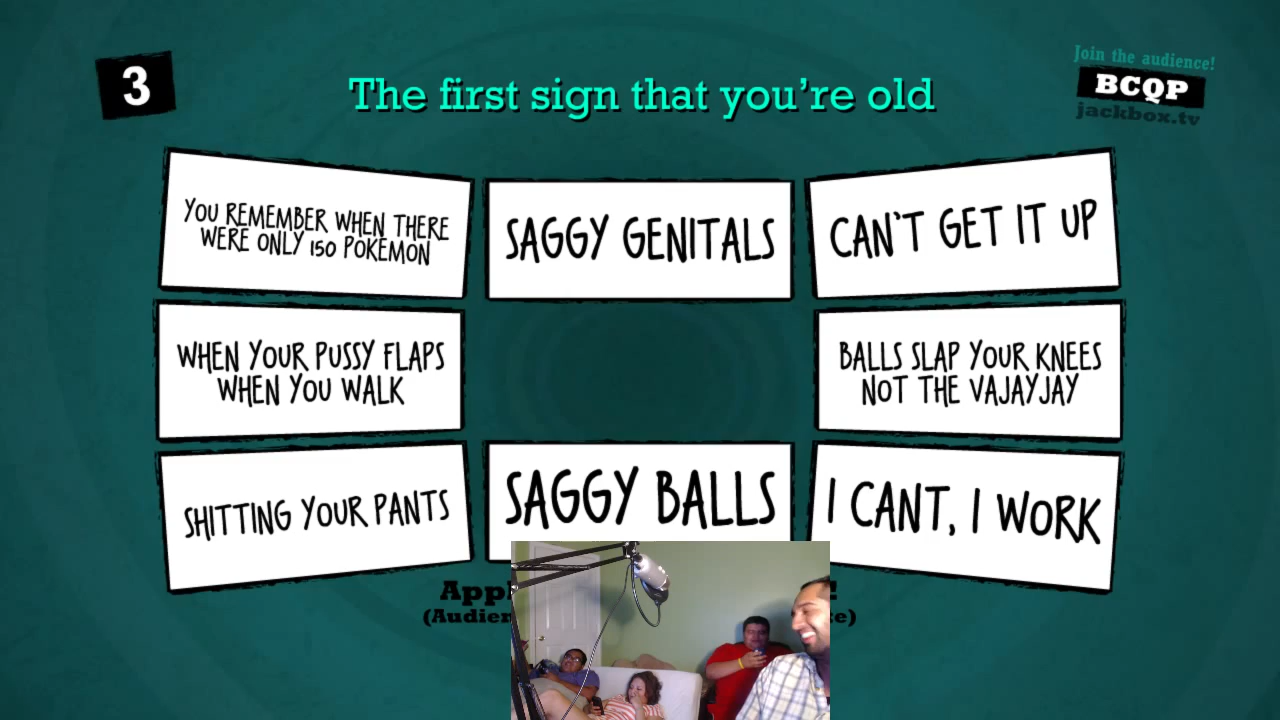 3
The first sign that you're old
Join the audience!
BCQP
jackbox.tv
YOU REMEMBER WHEN THERE
WERE ONLY 150 POKEMON
SAGGY GENITALS
CAN'T GET IT UP
WHEN YOUR PUSSY FLAPS
WHEN YOU WALK
BALLS SLAP YOUR KNEES
NOT THE VAJAYJAY
SHITTING YOUR PANTS
SAGGY BALLS
I CANT, I WORK